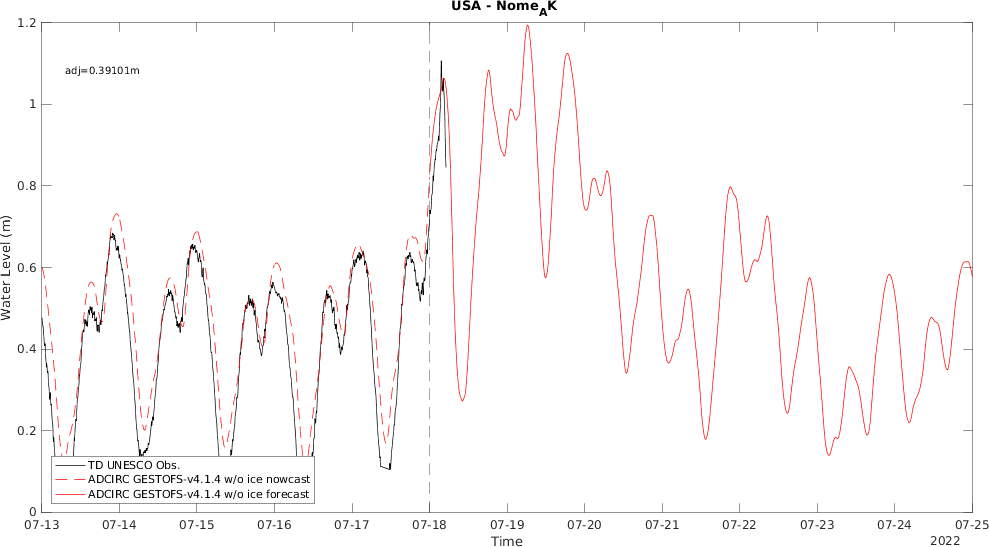 USA - Nome_AK
adj=0.39101m
1.2
1
0.8
0.6
0.4
0.2
0
Water Level (m)
TD UNESCO Obs.
ADCIRC GESTOFS-v4.1.4 w/o ice nowcast
ADCIRC GESTOFS-v4.1.4 w/o ice forecast
07-13 07-14 07-15 07-16 07-17 07-18 07-19 07-20 07-21 07-22 07-23 07-24 07-25
Time
2022